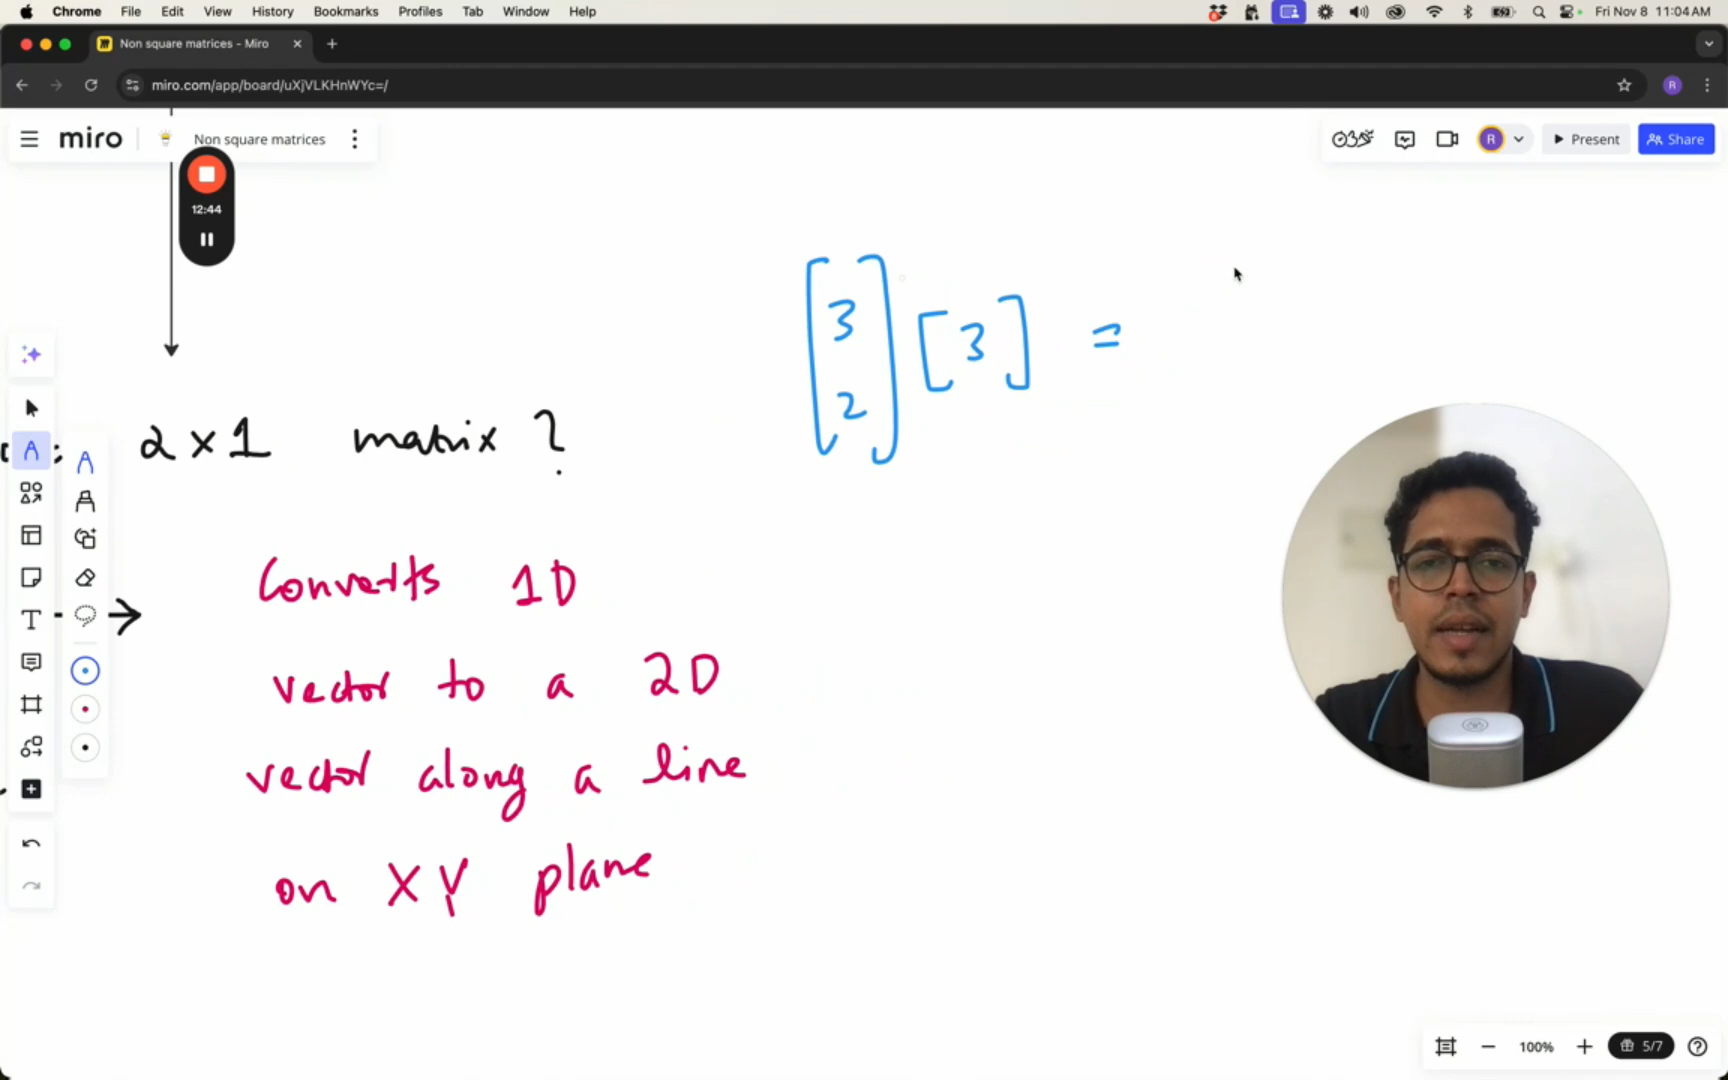 Chrome File Edit View History Bookmarks Profiles Tab Window Help Fri Nov 8 11:04 AM
Non square matrices - Miro
miro.com/app/board/uXjVLKHnWYc=/ R
miro Non square matrices R Present Share
12:44
[3 2] [3] =
2 x 1 matrix ?
Converts 1D
vector to a 2D
vector along a line
on XY plane
100% 5/7